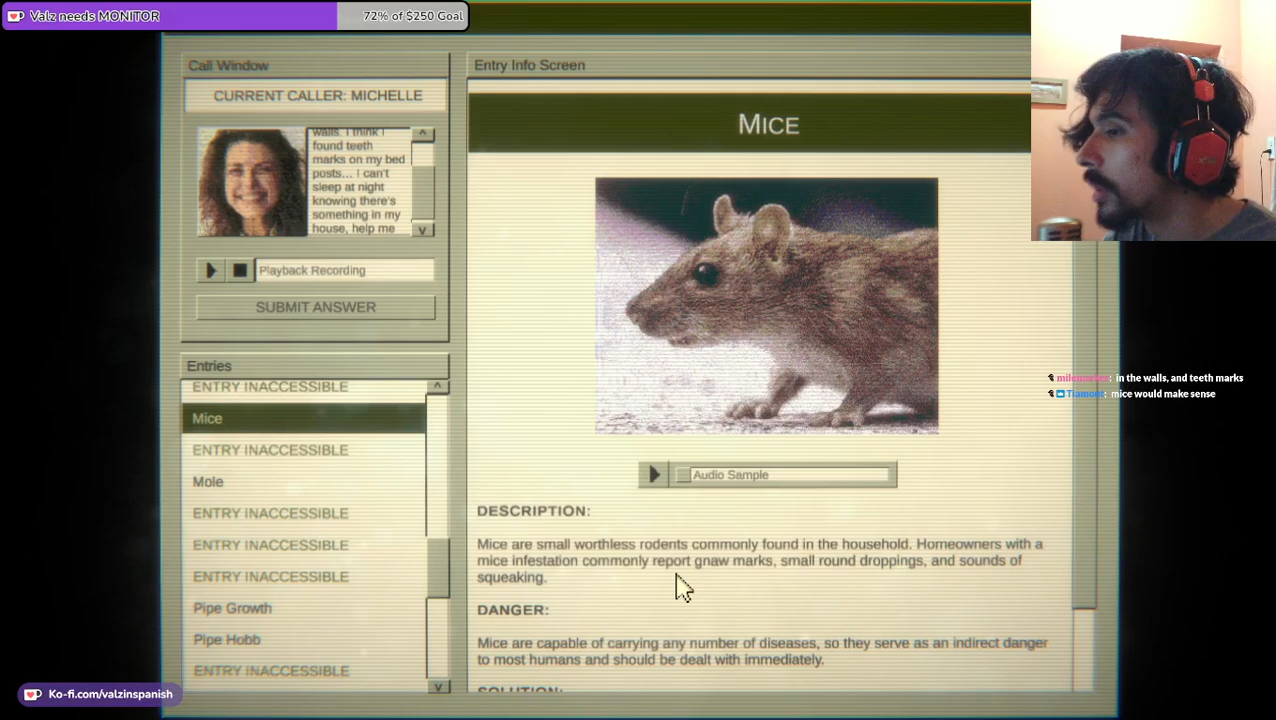 Valz needs MONITOR
72% of $250 Goal
Call Window
CURRENT CALLER: MICHELLE
walls. I think I
found teeth
marks on my bed
posts... I can't
sleep at night
knowing there's
something in my
house, help me
Playback Recording
SUBMIT ANSWER
Entries
ENTRY INACCESSIBLE
Mice
ENTRY INACCESSIBLE
Mole
ENTRY INACCESSIBLE
ENTRY INACCESSIBLE
ENTRY INACCESSIBLE
Pipe Growth
Pipe Hobb
ENTRY INACCESSIBLE
Entry Info Screen
MICE
Audio Sample
DESCRIPTION:
Mice are small worthless rodents commonly found in the household. Homeowners with a
mice infestation commonly report gnaw marks, small round droppings, and sounds of
squeaking.
DANGER:
Mice are capable of carrying any number of diseases, so they serve as an indirect danger
to most humans and should be dealt with immediately.
SOLUTION:
: in the walls, and teeth marks
: mice would make sense
Ko-fi.com/valzinspanish